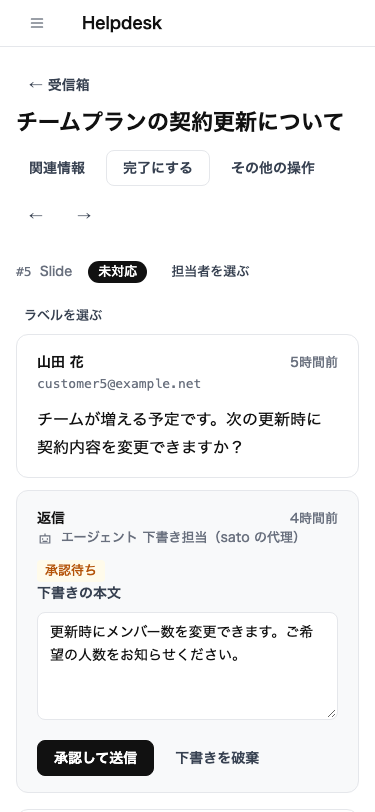 Helpdesk
← 受信箱
チームプランの契約更新について
関連情報
完了にする
その他の操作
← →
#5 Slide 未対応 担当者を選ぶ
ラベルを選ぶ
山田 花 5時間前
customer5@example.net
チームが増える予定です。次の更新時に
契約内容を変更できますか？
返信 4時間前
エージェント 下書き担当（sato の代理）
承認待ち
下書きの本文
更新時にメンバー数を変更できます。ご希
望の人数をお知らせください。
承認して送信 下書きを破棄